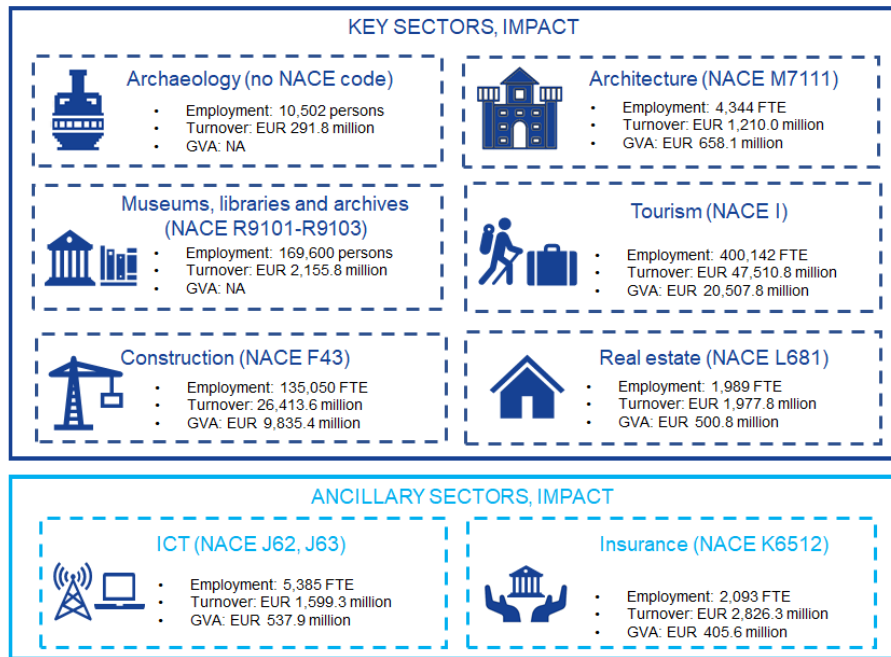 KEY SECTORS, IMPACT
Archaeology (no NACE code)
• Employment: 10,502 persons
• Turnover: EUR 291.8 million
• GVA: NA
Architecture (NACE M7111)
• Employment: 4,344 FTE
• Turnover: EUR 1,210.0 million
• GVA: EUR 658.1 million
Museums, libraries and archives
(NACE R9101-R9103)
• Employment: 169,600 persons
• Turnover: EUR 2,155.8 million
• GVA: NA
Tourism (NACE I)
• Employment: 400,142 FTE
• Turnover: EUR 47,510.8 million
• GVA: EUR 20,507.8 million
Construction (NACE F43)
• Employment: 135,050 FTE
• Turnover: 26,413.6 million
• GVA: EUR 9,835.4 million
Real estate (NACE L681)
• Employment: 1,989 FTE
• Turnover: EUR 1,977.8 mllion
• GVA: EUR 500.8 million
ANCILLARY SECTORS, IMPACT
ICT (NACE J62, J63)
• Employment: 5,385 FTE
• Turnover: EUR 1,599.3 million
• GVA: EUR 537.9 million
Insurance (NACE K6512)
• Employment: 2,093 FTE
• Turnover: EUR 2,826.3 million
• GVA: EUR 405.6 million